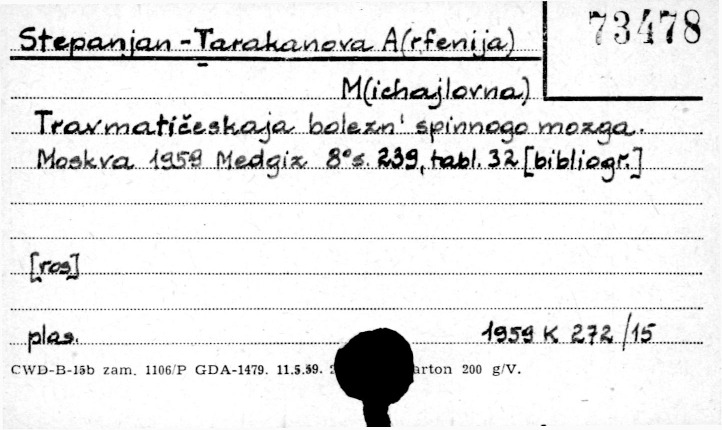 73478
Stepanjan-Tarakanova A(rfenija)
M(ichajlovna)
Travmatičeskaja bolezn' spinnogo mozga.
Moskva 1959 Medgiz 8° s. 239, tabl. 32 [bibliogr.]
[ros]
plas. 1959 K 272/15
CWD-B-15b zam. 1106/P GDA-1479. 11.5.59. arton 200 g/V.